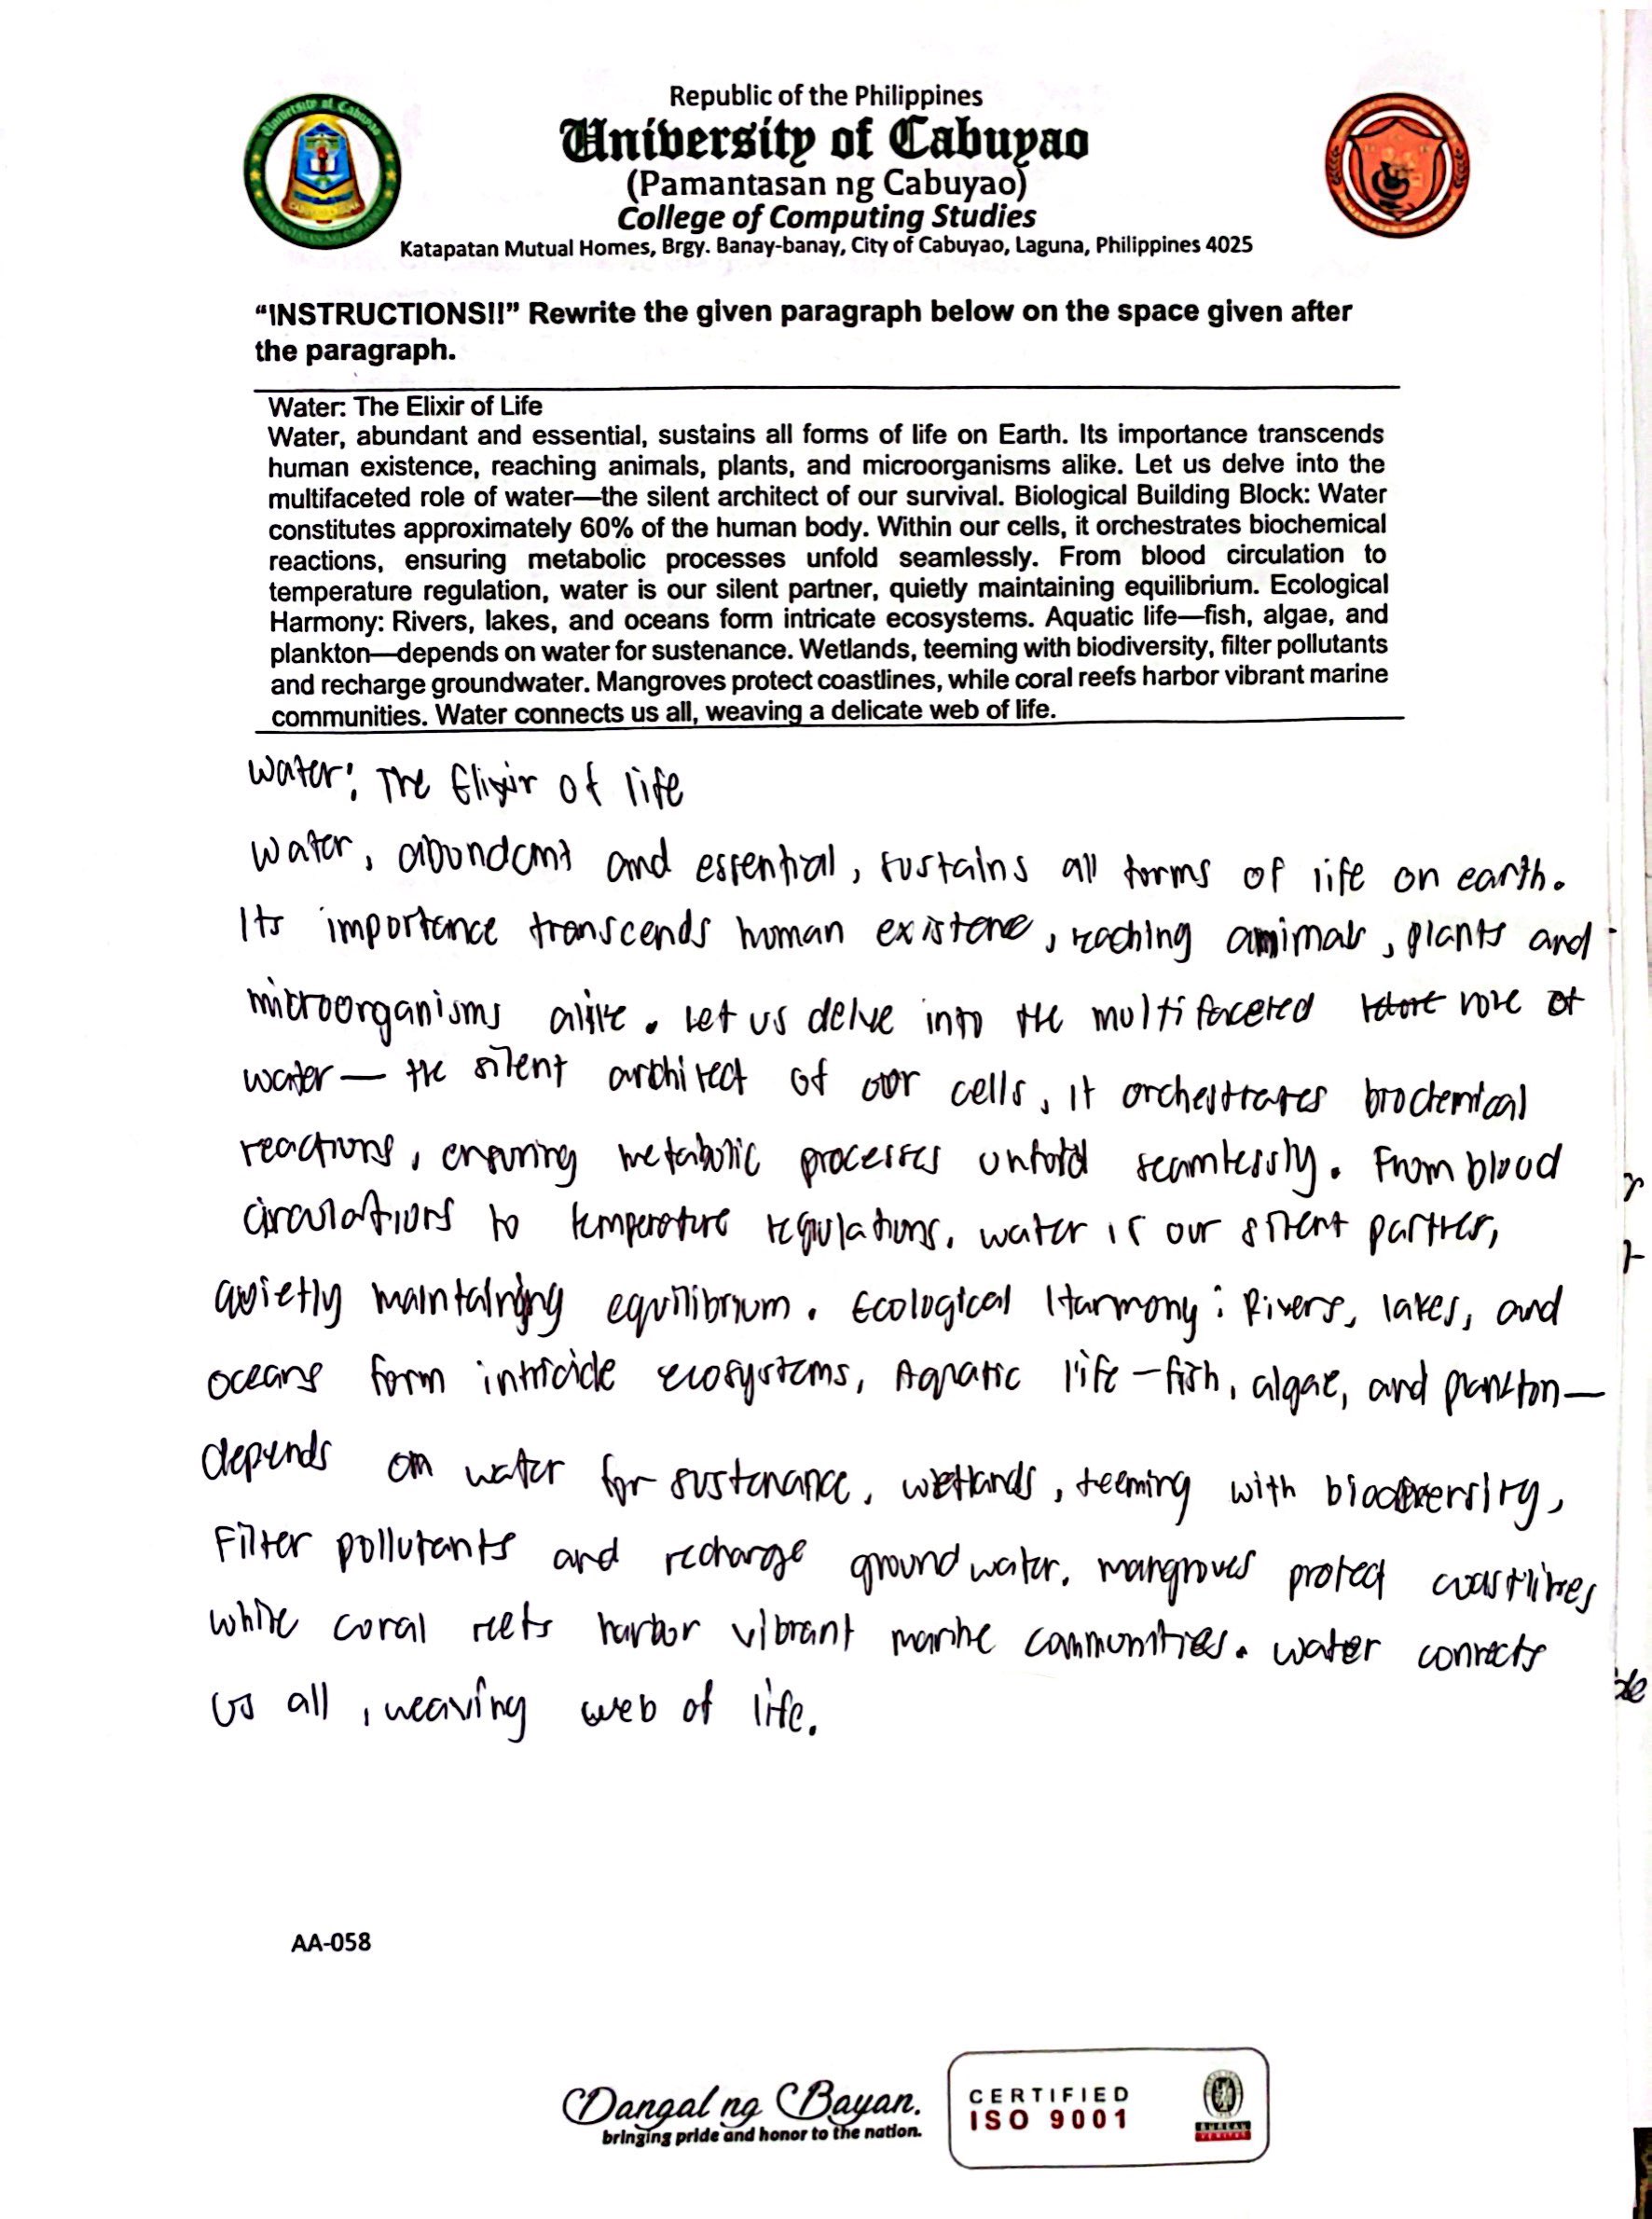 Republic of the Philippines
University of Cabuyao
(Pamantasan ng Cabuyao)
College of Computing Studies
Katapatan Mutual Homes, Brgy. Banay-banay, City of Cabuyao, Laguna, Philippines 4025
“INSTRUCTIONS!!” Rewrite the given paragraph below on the space given after
the paragraph.
Water: The Elixir of Life
Water, abundant and essential, sustains all forms of life on Earth. Its importance transcends
human existence, reaching animals, plants, and microorganisms alike. Let us delve into the
multifaceted role of water—the silent architect of our survival. Biological Building Block: Water
constitutes approximately 60% of the human body. Within our cells, it orchestrates biochemical
reactions, ensuring metabolic processes unfold seamlessly. From blood circulation to
temperature regulation, water is our silent partner, quietly maintaining equilibrium. Ecological
Harmony: Rivers, lakes, and oceans form intricate ecosystems. Aquatic life—fish, algae, and
plankton—depends on water for sustenance. Wetlands, teeming with biodiversity, filter pollutants
and recharge groundwater. Mangroves protect coastlines, while coral reefs harbor vibrant marine
communities. Water connects us all, weaving a delicate web of life.
Water: The Elixir of life
Water, abundant and essential, sustains all forms of life on earth.
Its importance transcends human existene, reaching animals, plants and
microorganisms alike. Let us delve into the multifaceted role of
water— the silent architect of our cells, it orchestrates biochemical
reactions, ensuring metabolic processes unfold seamlessly. From blood
circulations to temperature regulations, water is our silent partner,
quietly maintaining equilibrium. Ecological Harmony: Rivers, lakes, and
oceans form intricide ecosystems, Aquatic life—fish, algae, and plankton—
depends on water for sustenance, wetlands, teeming with biodiversity,
Filter pollutants and recharge groundwater. mangroves protect coastlines
while coral reefs harbor vibrant marine communities. water connects
us all, weaving web of life.
AA-058
Dangal ng Bayan.
bringing pride and honor to the nation.
CERTIFIED
ISO 9001
BUREAU
VERITAS